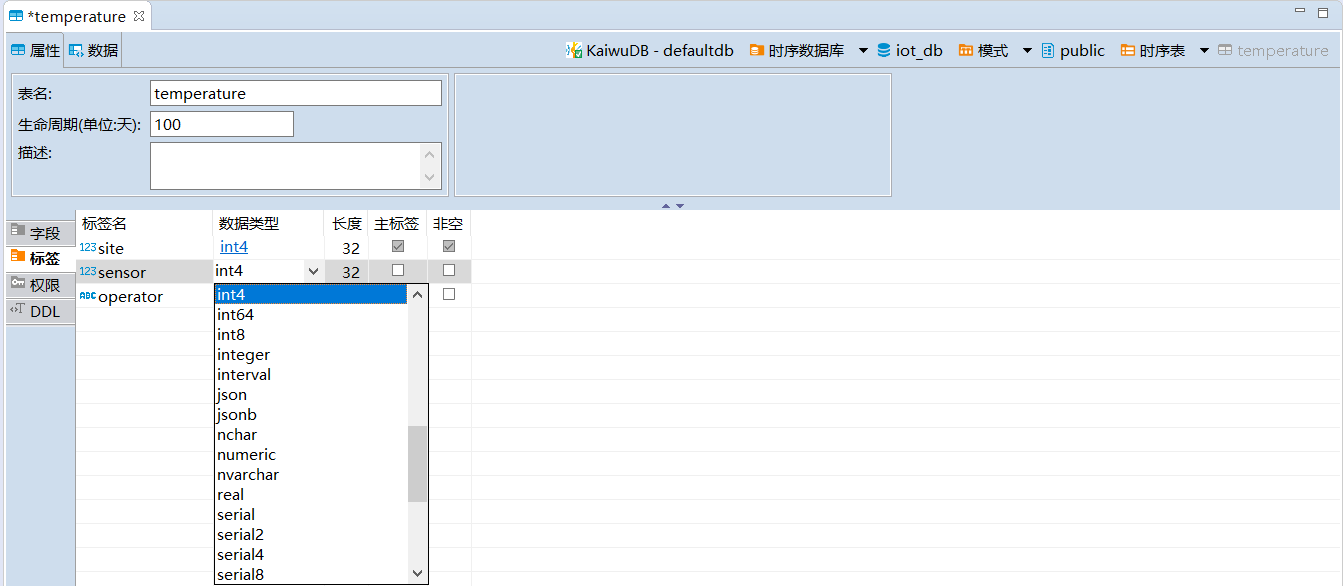 *temperature
属性
数据
KaiwuDB - defaultdb 时序数据库 iot_db 模式 public 时序表 temperature
表名: temperature
生命周期(单位:天): 100
描述:
字段
标签
权限
DDL
标签名 数据类型 长度 主标签 非空
123 site int4 32
123 sensor int4 32
ABC operator
int4
int64
int8
integer
interval
json
jsonb
nchar
numeric
nvarchar
real
serial
serial2
serial4
serial8